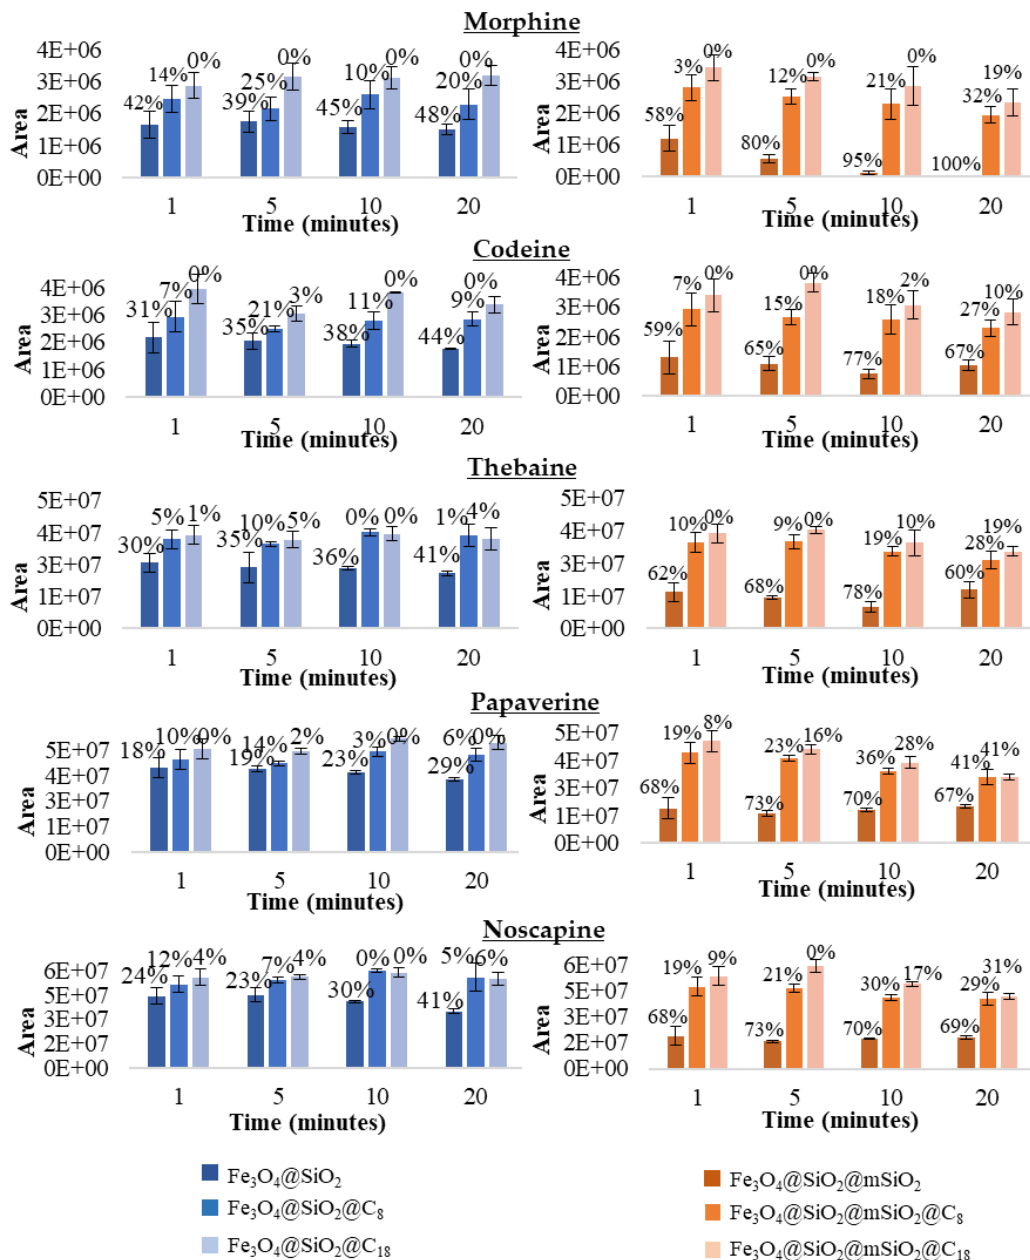 Morphine
4E+06
3E+06
2E+06
1E+06
0E+00
Area
42% 14% 0%
39% 25% 0%
45% 10% 0%
48% 20% 0%
1 5 10 20
Time (minutes)
4E+06
3E+06
2E+06
1E+06
0E+00
Area
58% 3% 0%
80% 12% 0%
95% 21% 0%
100% 32% 19%
1 5 10 20
Time (minutes)
Codeine
4E+06
3E+06
2E+06
1E+06
0E+00
Area
31% 7% 0%
35% 21% 3%
38% 11% 0%
44% 9% 0%
1 5 10 20
Time (minutes)
4E+06
3E+06
2E+06
1E+06
0E+00
Area
59% 7% 0%
65% 15% 0%
77% 18% 2%
67% 27% 10%
1 5 10 20
Time (minutes)
Thebaine
5E+07
4E+07
3E+07
1E+07
0E+00
Area
30% 5% 1%
35% 10% 5%
36% 0% 0%
41% 1% 4%
1 5 10 20
Time (minutes)
5E+07
4E+07
3E+07
1E+07
0E+00
Area
62% 10% 0%
68% 9% 0%
78% 19% 10%
60% 28% 19%
1 5 10 20
Time (minutes)
Papaverine
5E+07
4E+07
3E+07
1E+07
0E+00
Area
18% 10% 0%
19% 14% 2%
23% 3% 0%
29% 6% 0%
1 5 10 20
Time (minutes)
5E+07
4E+07
3E+07
1E+07
0E+00
Area
68% 19% 8%
73% 23% 16%
70% 36% 28%
67% 41% 41%
1 5 10 20
Time (minutes)
Noscapine
6E+07
5E+07
3E+07
2E+07
0E+00
Area
24% 12% 4%
23% 7% 4%
30% 0% 0%
41% 5% 6%
1 5 10 20
Time (minutes)
6E+07
5E+07
3E+07
2E+07
0E+00
Area
68% 19% 9%
73% 21% 0%
70% 30% 17%
69% 29% 31%
1 5 10 20
Time (minutes)
Fe₃O₄@SiO₂
Fe₃O₄@SiO₂@C₈
Fe₃O₄@SiO₂@C₁₈
Fe₃O₄@SiO₂@mSiO₂
Fe₃O₄@SiO₂@mSiO₂@C₈
Fe₃O₄@SiO₂@mSiO₂@C₁₈